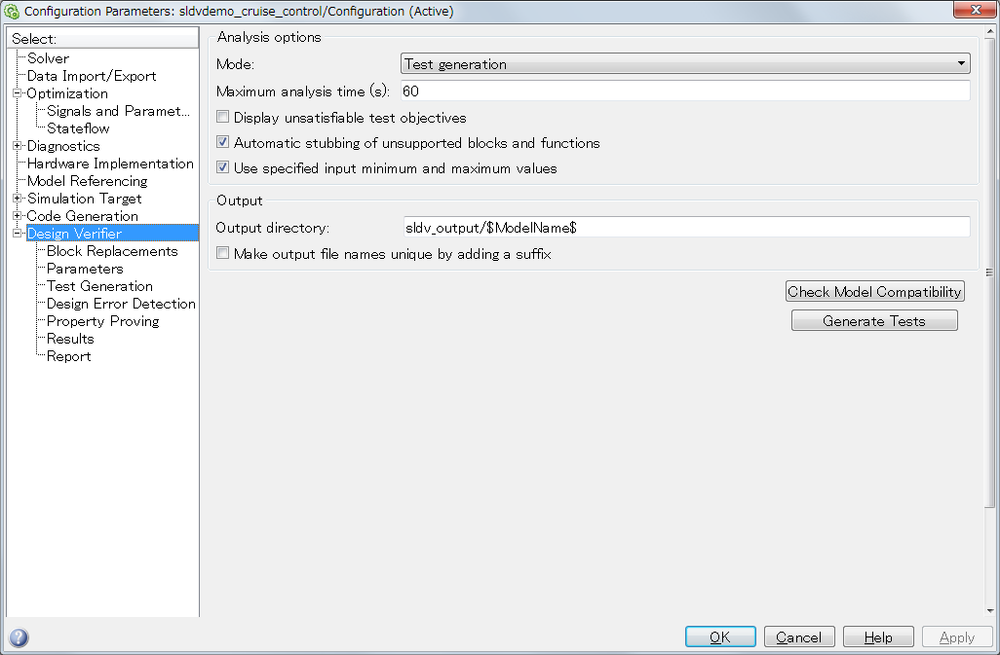 Configuration Parameters: sldvdemo_cruise_control/Configuration (Active)
Select:
Solver
Data Import/Export
Optimization
Signals and Paramet...
Stateflow
Diagnostics
Hardware Implementation
Model Referencing
Simulation Target
Code Generation
Design Verifier
Block Replacements
Parameters
Test Generation
Design Error Detection
Property Proving
Results
Report
Analysis options
Mode: Test generation
Maximum analysis time (s): 60
Display unsatisfiable test objectives
Automatic stubbing of unsupported blocks and functions
Use specified input minimum and maximum values
Output
Output directory: sldv_output/$ModelName$
Make output file names unique by adding a suffix
Check Model Compatibility
Generate Tests
OK Cancel Help Apply